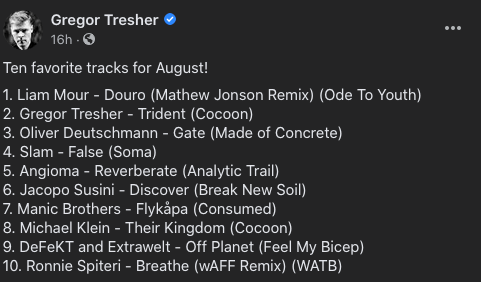 Gregor Tresher
16h ·
Ten favorite tracks for August!
1. Liam Mour - Douro (Mathew Jonson Remix) (Ode To Youth)
2. Gregor Tresher - Trident (Cocoon)
3. Oliver Deutschmann - Gate (Made of Concrete)
4. Slam - False (Soma)
5. Angioma - Reverberate (Analytic Trail)
6. Jacopo Susini - Discover (Break New Soil)
7. Manic Brothers - Flykåpa (Consumed)
8. Michael Klein - Their Kingdom (Cocoon)
9. DeFeKT and Extrawelt - Off Planet (Feel My Bicep)
10. Ronnie Spiteri - Breathe (wAFF Remix) (WATB)